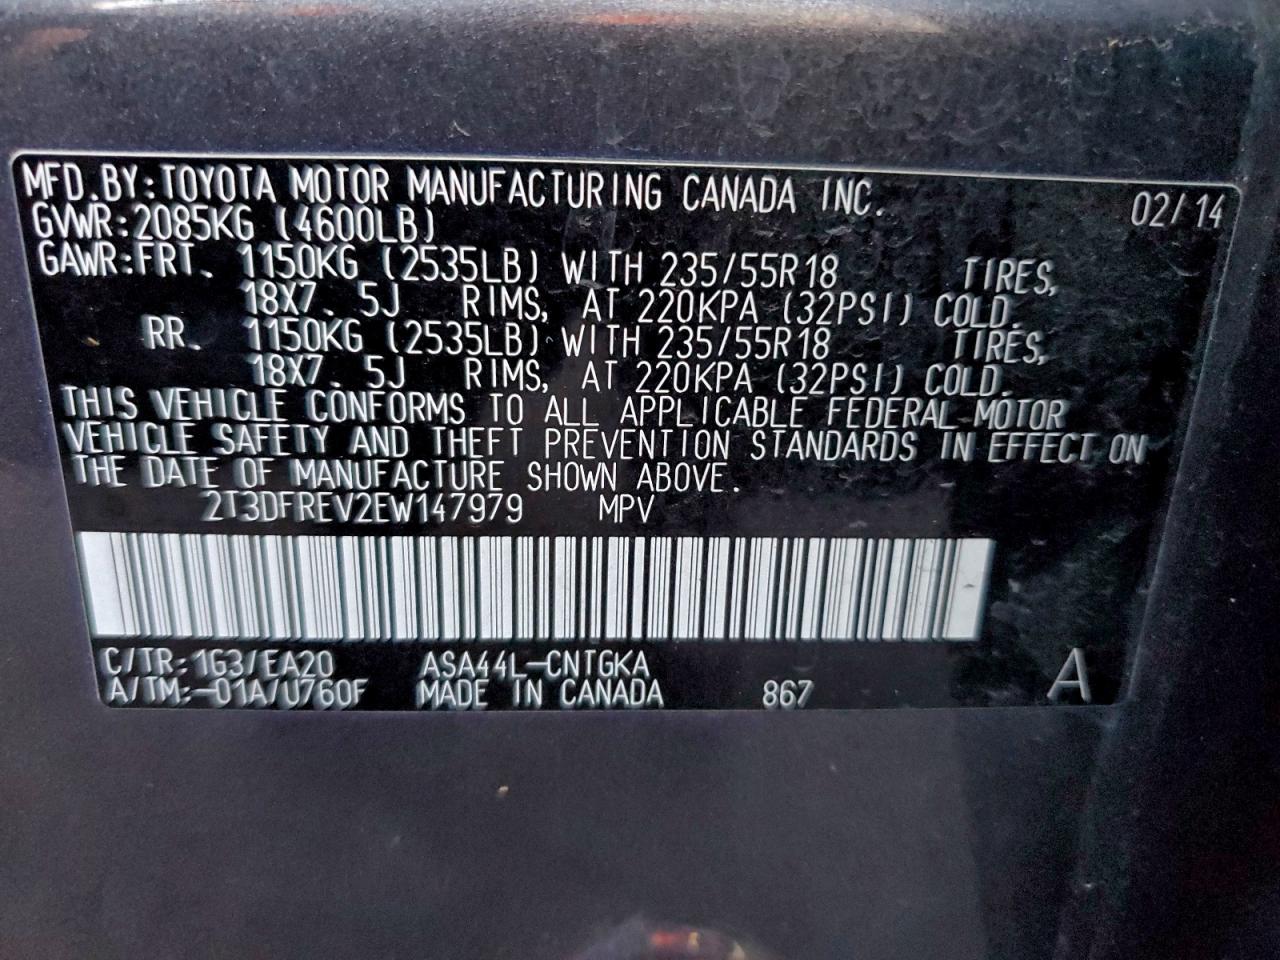 MFD.BY:TOYOTA MOTOR MANUFACTURING CANADA INC. 02/14
GVWR:2085KG (4600LB)
GAWR:FRT. 1150KG (2535LB) WITH 235/55R18 TIRES,
18X7.5J RIMS, AT 220KPA (32PSI) COLD.
RR. 1150KG (2535LB) WITH 235/55R18 TIRES,
18X7.5J RIMS, AT 220KPA (32PSI) COLD.
THIS VEHICLE CONFORMS TO ALL APPLICABLE FEDERAL MOTOR
VEHICLE SAFETY AND THEFT PREVENTION STANDARDS IN EFFECT ON
THE DATE OF MANUFACTURE SHOWN ABOVE.
2T3DFREV2EW147979 MPV
C/TR:1G3/EA20 ASA44L-CNTGKA
A/TM:-01A/U760F MADE IN CANADA 867 A